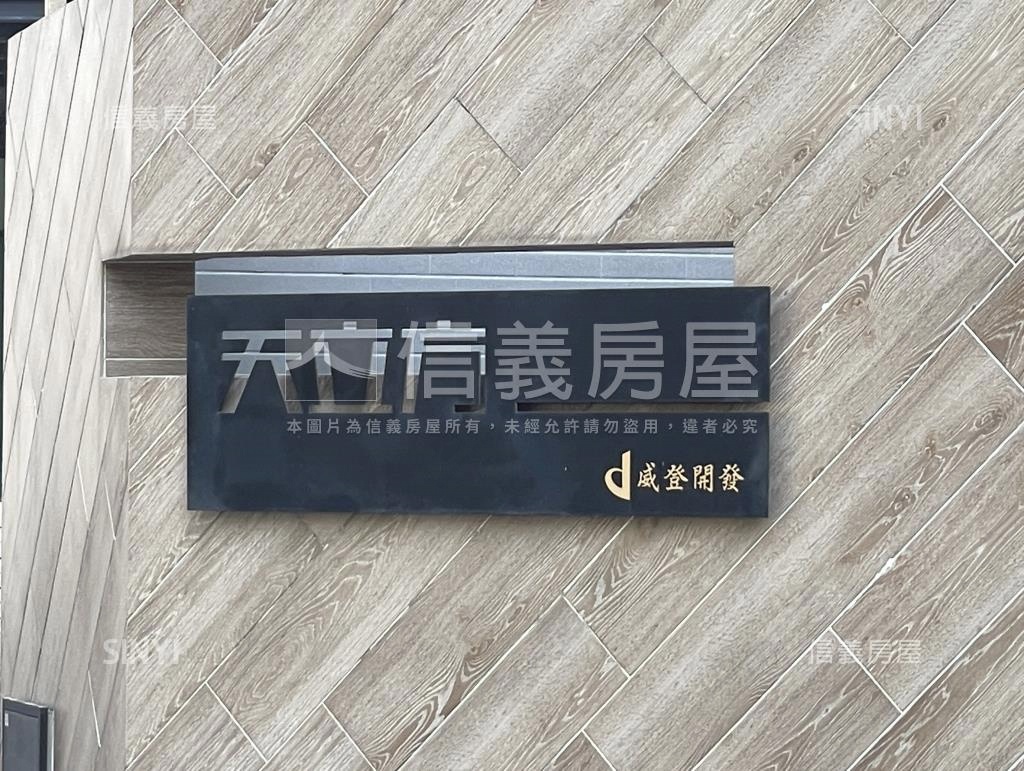 信義房屋 SINYI
天
信義房屋
本圖片為信義房屋所有，未經允許請勿盜用，違者必究
d威登開發
SINYI 信義房屋